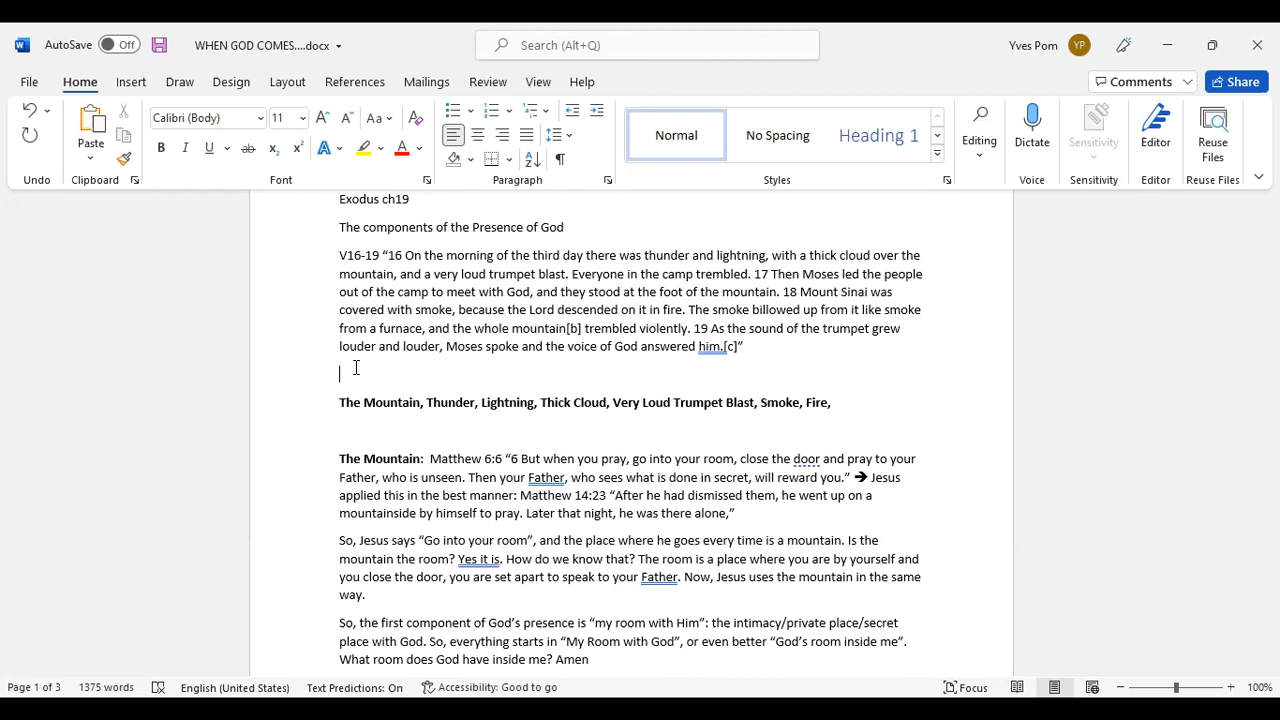 AutoSave Off WHEN GOD COMES....docx Search (Alt+Q) Yves Pom YP
File Home Insert Draw Design Layout References Mailings Review View Help Comments Share
Calibri (Body) 11 Aa
Paste B I U ab x₂ x² A A Normal No Spacing Heading 1 Editing Dictate Sensitivity Editor Reuse Files
Undo Clipboard Font Paragraph Styles Voice Sensitivity Editor Reuse Files
Exodus ch19
The components of the Presence of God
V16-19 “16 On the morning of the third day there was thunder and lightning, with a thick cloud over the
mountain, and a very loud trumpet blast. Everyone in the camp trembled. 17 Then Moses led the people
out of the camp to meet with God, and they stood at the foot of the mountain. 18 Mount Sinai was
covered with smoke, because the Lord descended on it in fire. The smoke billowed up from it like smoke
from a furnace, and the whole mountain[b] trembled violently. 19 As the sound of the trumpet grew
louder and louder, Moses spoke and the voice of God answered him.[c]”
The Mountain, Thunder, Lightning, Thick Cloud, Very Loud Trumpet Blast, Smoke, Fire,
The Mountain: Matthew 6:6 “6 But when you pray, go into your room, close the door and pray to your
Father, who is unseen. Then your Father, who sees what is done in secret, will reward you.” ➔ Jesus
applied this in the best manner: Matthew 14:23 “After he had dismissed them, he went up on a
mountainside by himself to pray. Later that night, he was there alone,”
So, Jesus says “Go into your room”, and the place where he goes every time is a mountain. Is the
mountain the room? Yes it is. How do we know that? The room is a place where you are by yourself and
you close the door, you are set apart to speak to your Father. Now, Jesus uses the mountain in the same
way.
So, the first component of God’s presence is “my room with Him”: the intimacy/private place/secret
place with God. So, everything starts in “My Room with God”, or even better “God’s room inside me”.
What room does God have inside me? Amen
Page 1 of 3 1375 words English (United States) Text Predictions: On Accessibility: Good to go Focus 100%